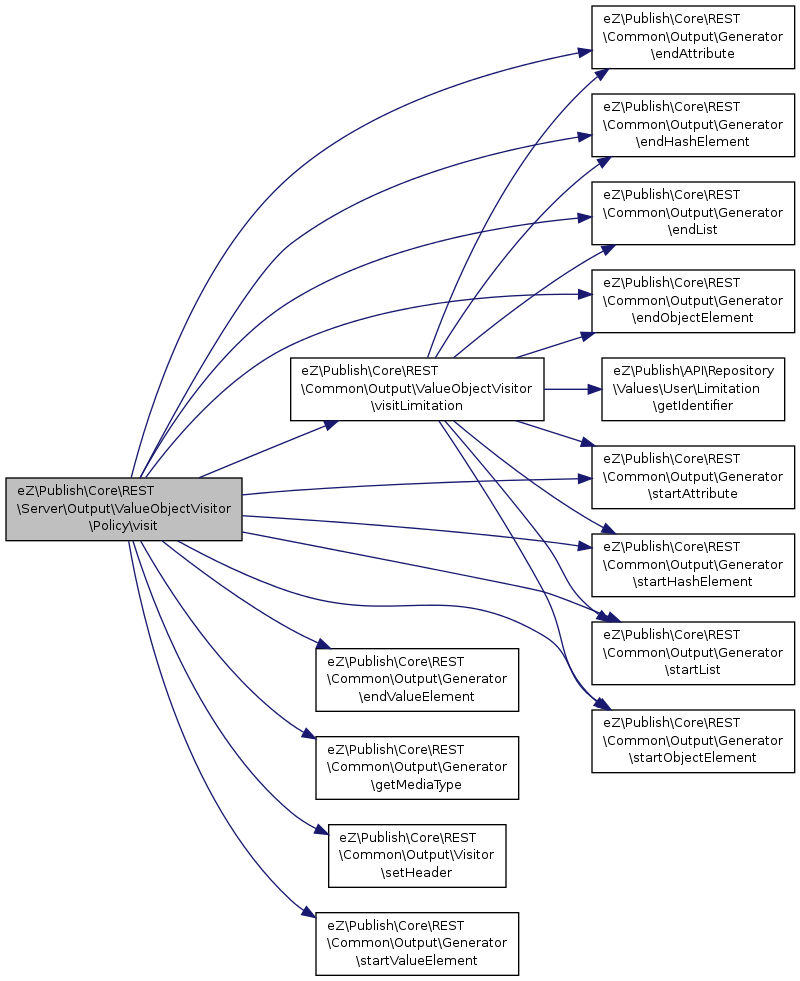 eZ\Publish\Core\REST
\Common\Output\Generator
\endAttribute
eZ\Publish\Core\REST
\Common\Output\Generator
\endHashElement
eZ\Publish\Core\REST
\Common\Output\Generator
\endList
eZ\Publish\Core\REST
\Common\Output\Generator
\endObjectElement
eZ\Publish\Core\REST
\Common\Output\ValueObjectVisitor
\visitLimitation
eZ\Publish\API\Repository
\Values\User\Limitation
\getIdentifier
eZ\Publish\Core\REST
\Common\Output\Generator
\startAttribute
eZ\Publish\Core\REST
\Server\Output\ValueObjectVisitor
\Policy\visit
eZ\Publish\Core\REST
\Common\Output\Generator
\startHashElement
eZ\Publish\Core\REST
\Common\Output\Generator
\startList
eZ\Publish\Core\REST
\Common\Output\Generator
\endValueElement
eZ\Publish\Core\REST
\Common\Output\Generator
\startObjectElement
eZ\Publish\Core\REST
\Common\Output\Generator
\getMediaType
eZ\Publish\Core\REST
\Common\Output\Visitor
\setHeader
eZ\Publish\Core\REST
\Common\Output\Generator
\startValueElement